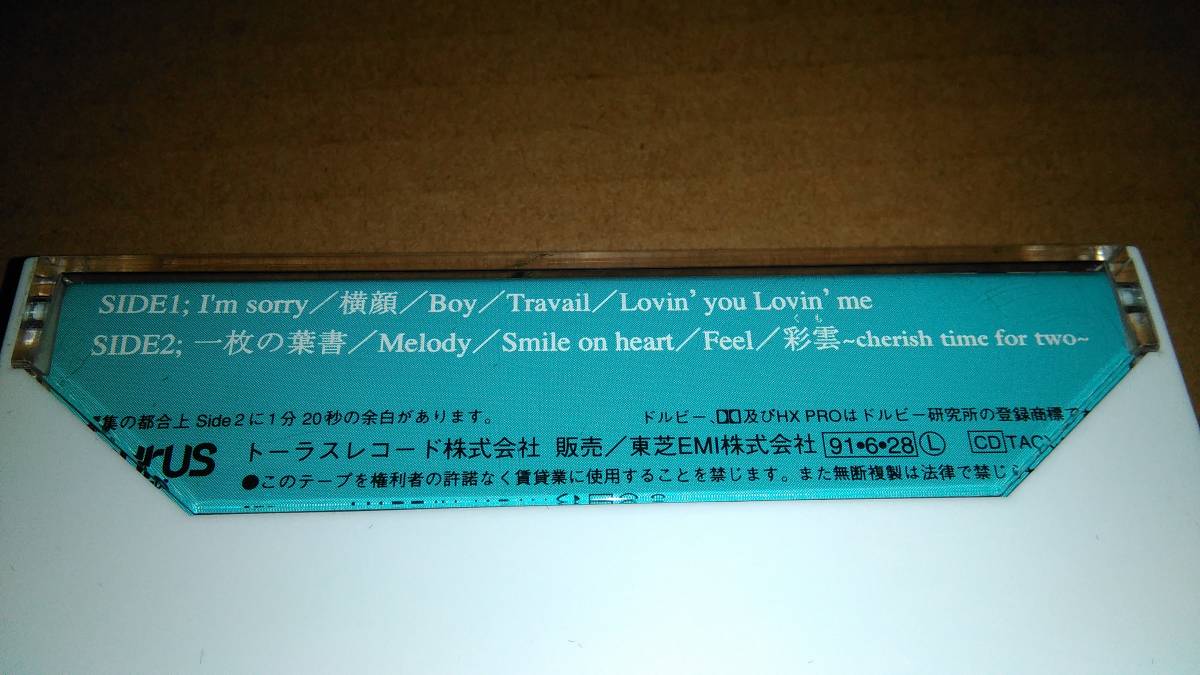 SIDE1; I'm sorry／横顔／Boy／Travail／Lovin' you Lovin' me
くも
SIDE2; 一枚の葉書／Melody／Smile on heart／Feel／彩雲~cherish time for two~
集の都合上 Side 2 に1分 20秒の余白があります。 ドルビー、及びHX PROはドルビー研究所の登録商標で
urus トーラスレコード株式会社 販売／東芝EMI株式会社 91•6•28 L CD TAC
●このテープを権利者の許諾なく賃貸業に使用することを禁じます。また無断複製は法律で禁じ